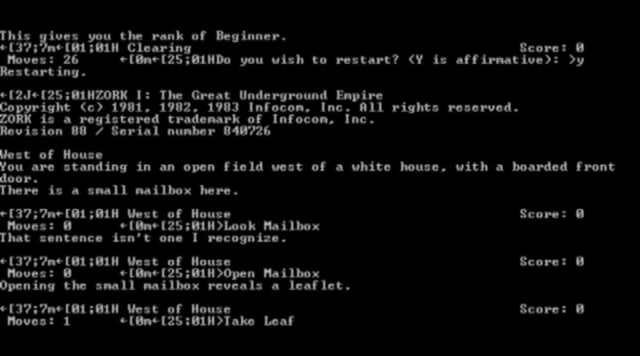 This gives you the rank of Beginner.
←[37;7m←[01;01H Clearing Score: 0
Moves: 26 ←[0m←[25;01HDo you wish to restart? (Y is affirmative): >y
Restarting.
←[2J←[25;01HZORK I: The Great Underground Empire
Copyright (c) 1981, 1982, 1983 Infocom, Inc. All rights reserved.
ZORK is a registered trademark of Infocom, Inc.
Revision 88 / Serial number 840726
West of House
You are standing in an open field west of a white house, with a boarded front
door.
There is a small mailbox here.
←[37;7m←[01;01H West of House Score: 0
Moves: 0 ←[0m←[25;01H>Look Mailbox
That sentence isn't one I recognize.
←[37;7m←[01;01H West of House Score: 0
Moves: 0 ←[0m←[25;01H>Open Mailbox
Opening the small mailbox reveals a leaflet.
←[37;7m←[01;01H West of House Score: 0
Moves: 1 ←[0m←[25;01H>Take Leaf